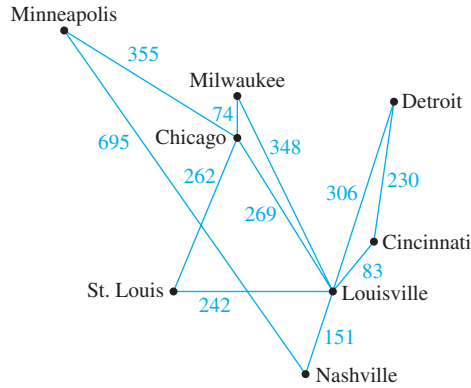 Minneapolis
355
Milwaukee
Detroit
74
695
Chicago
348
262
306
230
269
Cincinnati
83
St. Louis
242
Louisville
151
Nashville